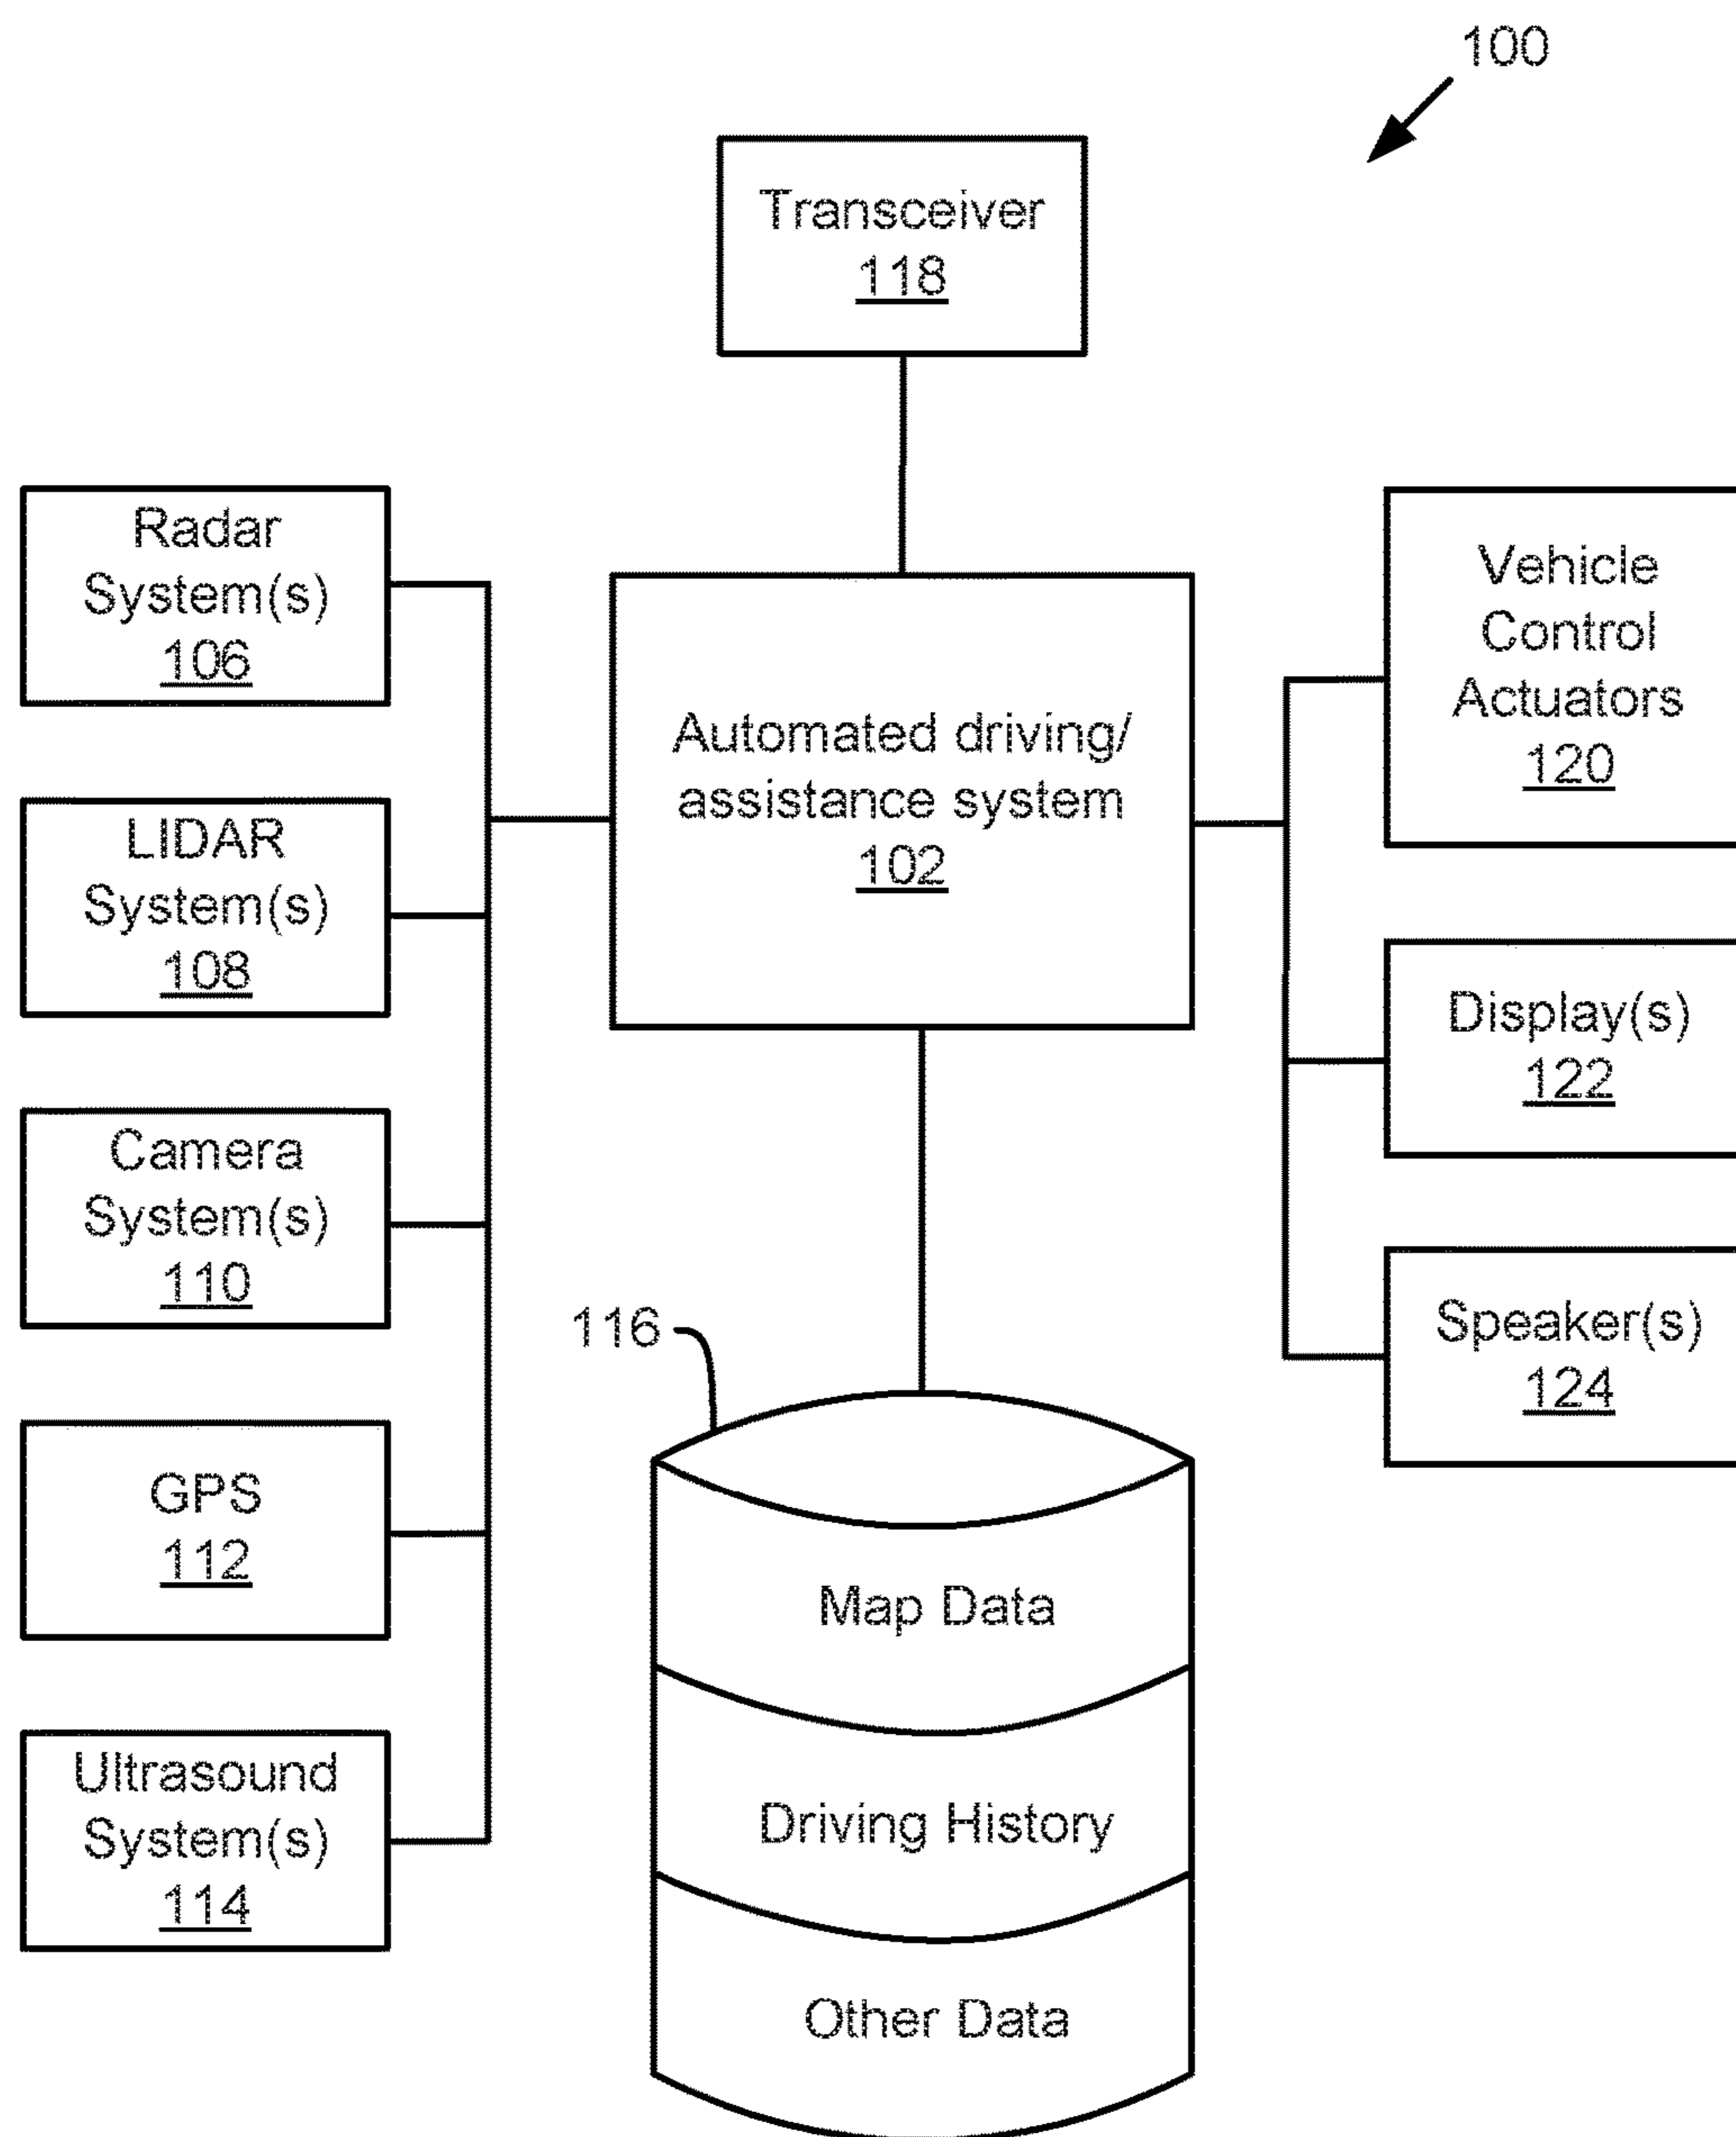 100
Transceiver
118
Radar
System(s)
106
LIDAR
System(s)
108
Camera
System(s)
110
GPS
112
Ultrasound
System(s)
114
Automated driving/
assistance system
102
116
Map Data
Driving History
Other Data
Vehicle
Control
Actuators
120
Display(s)
122
Speaker(s)
124